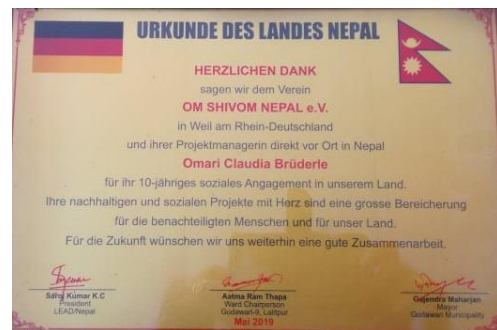 URKUNDE DES LANDES NEPAL
HERZLICHEN DANK
sagen wir dem Verein
OM SHIVOM NEPAL e.V.
in Weil am Rhein-Deutschland
und ihrer Projektmanagerin direkt vor Ort in Nepal
Omari Claudia Brüderle
für ihr 10-jähriges soziales Angagement in unserem Land.
Ihre nachhaltigen und sozialen Projekte mit Herz sind eine grosse Bereicherung
für die benachteiligten Menschen und für unser Land.
Für die Zukunft wünschen wir uns weiterhin eine gute Zusammenarbeit.
Kumar K.C
President
LEAD/Nepal
Aatma Ram Thapa
Ward Chairperson
Godawari-9, Lalitpur
Mai 2019
Gajendra Maharjan
Mayor
Godawari Municipality